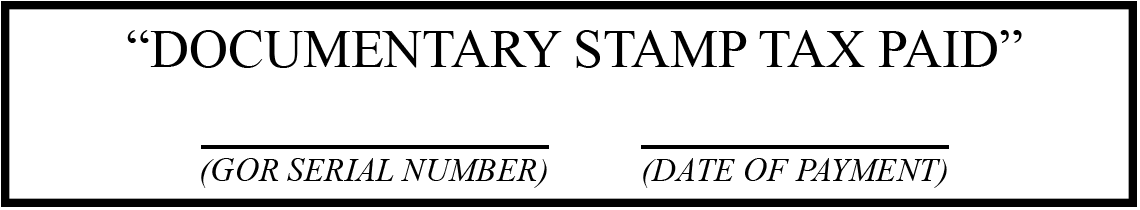 “DOCUMENTARY STAMP TAX PAID”
(GOR SERIAL NUMBER) (DATE OF PAYMENT)